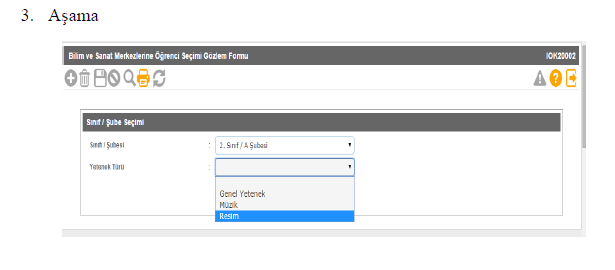 3. Aşama
Bilim ve Sanat Merkezlerine Öğrenci Seçimi Gözlem Formu IOK20002
Sınıf / Şube Seçimi
Sınıfı / Şubesi : 2. Sınıf / A Şubesi
Yetenek Türü :
Genel Yetenek
Müzik
Resim